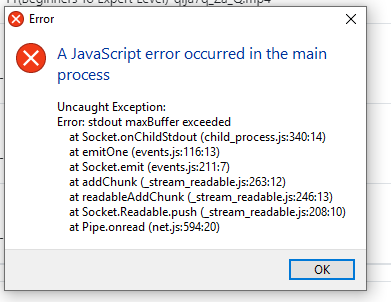 (Beginners To Expert Level)
.mp4
Error
A JavaScript error occurred in the main
process
Uncaught Exception:
Error: stdout maxBuffer exceeded
at Socket.onChildStdout (child_process.js:340:14)
at emitOne (events.js:116:13)
at Socket.emit (events.js:211:7)
at addChunk (_stream_readable.js:263:12)
at readableAddChunk (_stream_readable.js:246:13)
at Socket.Readable.push (_stream_readable.js:208:10)
at Pipe.onread (net.js:594:20)
OK